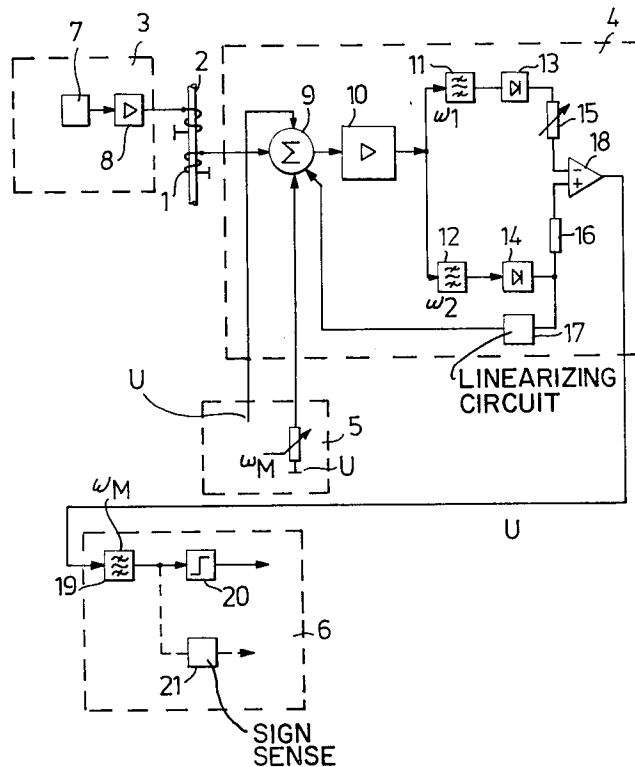 3
2
4
7
8
1
9
Σ
10
11
ω1
13
15
18
−
+
16
12
ω2
14
17
LINEARIZING
CIRCUIT
U
5
ωM
U
U
ωM
19
20
6
21
SIGN
SENSE